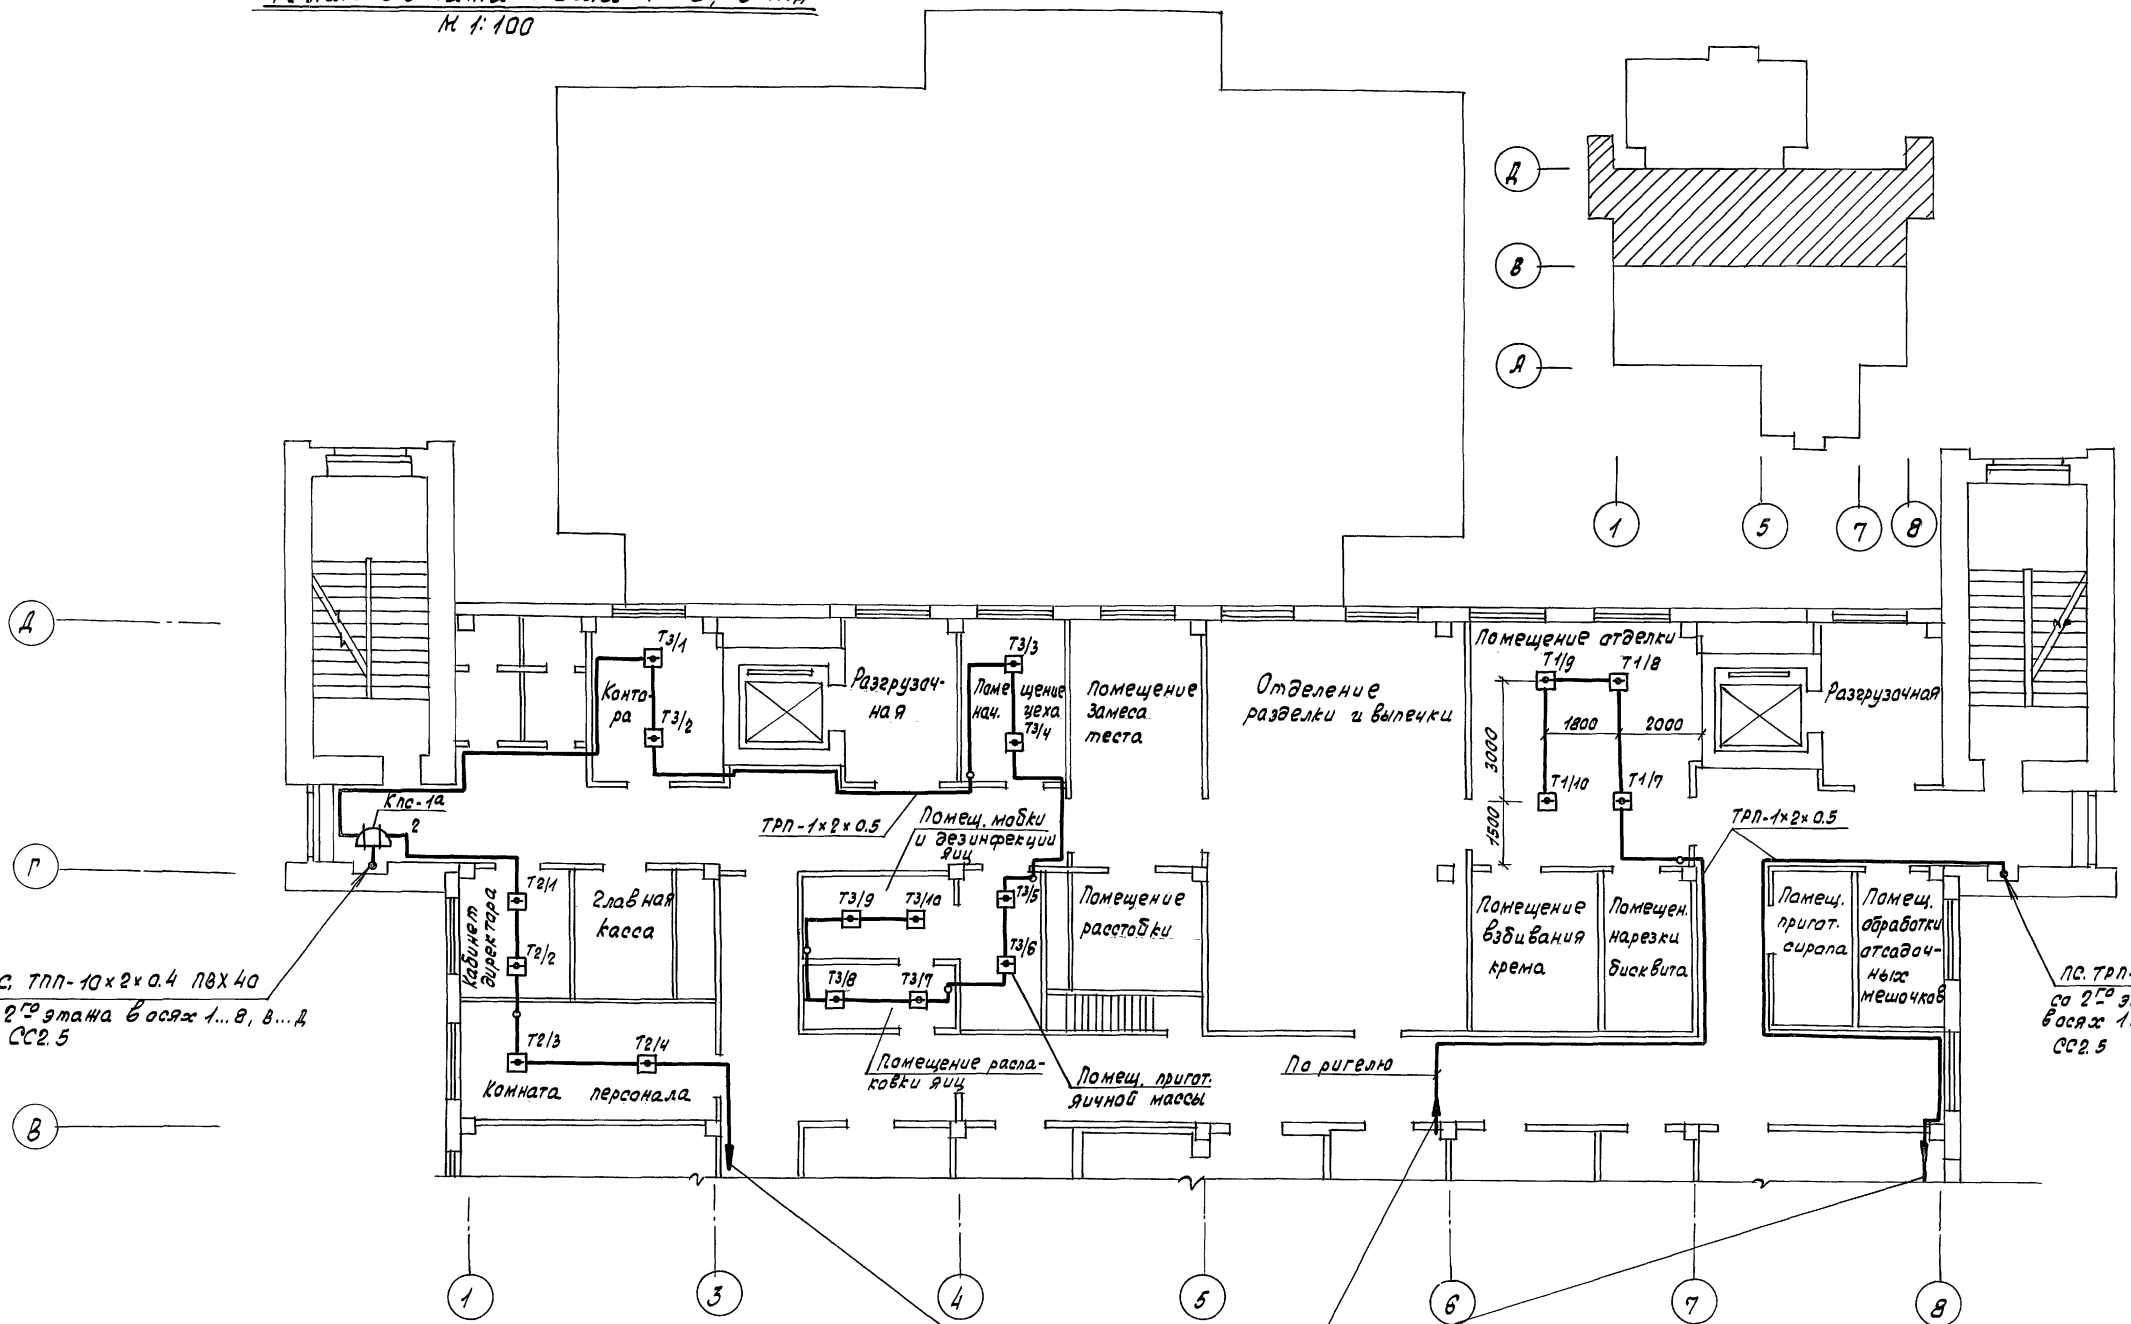 М 1:100
Д
В
А
1
5
7
8
Д
Г
В
Т3/1
Конто-
ра
Т3/2
Разгрузоч-
ная
Т3/3
Помещение
нач. цеха
Т3/4
Помещение
замеса
теста
Отделение
разделки и выпечки
Помещение отделки
Т1/9
Т1/8
1800
2000
3000
1500
Т1/10
Т1/7
Разгрузочная
КПС-1а
2
ТРП-1×2×0.5
Помещ. мойки
и дезинфекции
яиц
ТРП-1×2×0.5
Т2/1
Кабинет
директора
Т2/2
Главная
касса
Т3/9
Т3/10
Т3/5
Т3/6
Т3/8
Т3/7
Помещение
расстойки
Помещение
взбивания
крема
Помещен.
нарезки
бисквита
Помещ.
пригот.
сиропа
Помещ.
обработки
отсадоч-
ных
мешочков
ТПП-10×2×0.4 ПВХ 40
2го этажа в осях 1...8, В...Д
СС2.5
ПС. ТРП-
со 2го э
в осях 1.
СС2.5
Т2/3
Т2/4
Комната персонала
Помещение распа-
ковки яиц
Помещ. пригот.
яичной массы
По ригелю
1
3
4
5
6
7
8